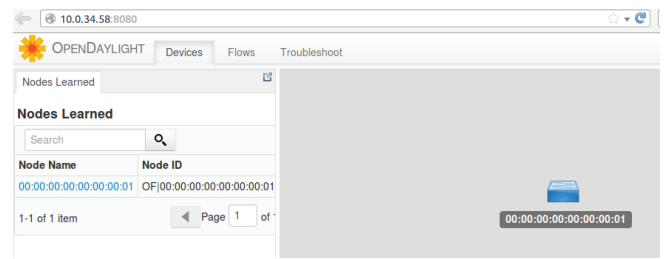 10.0.34.58:8080
OPENDAYLIGHT Devices Flows Troubleshoot
Nodes Learned
Nodes Learned
Search
Node Name Node ID
00:00:00:00:00:00:00:01 OF|00:00:00:00:00:00:00:01
1-1 of 1 item Page 1 of
00:00:00:00:00:00:00:01